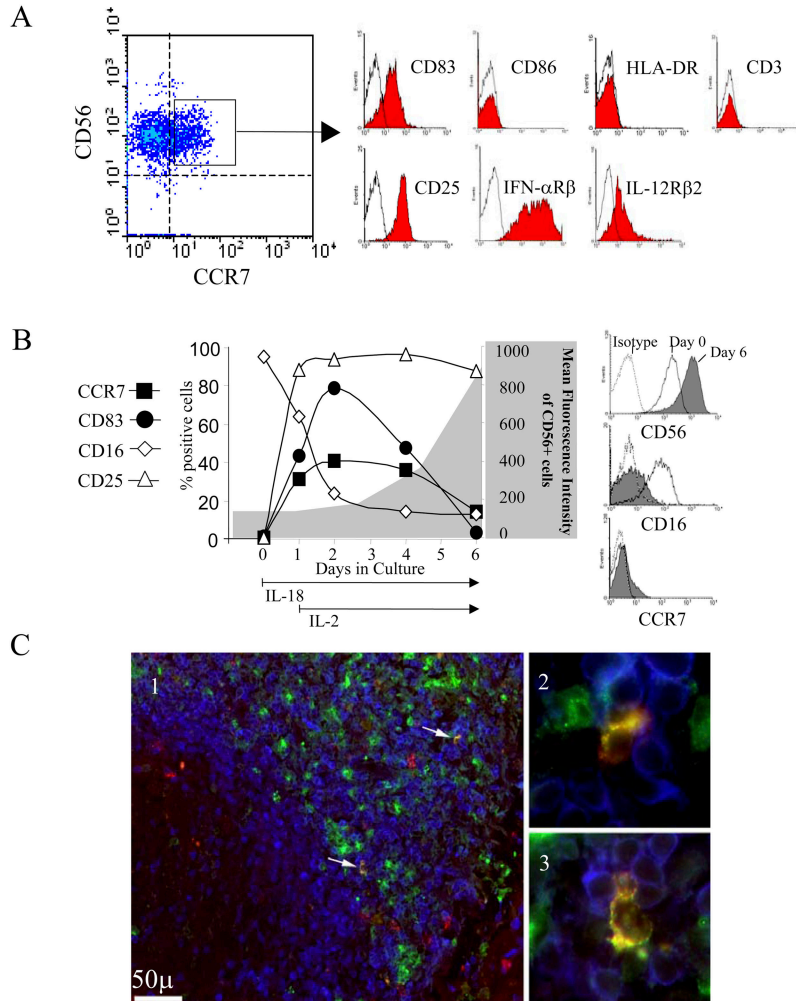 A
CD56
10⁰ 10¹ 10² 10³ 10⁴
10⁰ 10¹ 10² 10³ 10⁴
CCR7
CD83
CD86
HLA-DR
CD3
CD25
IFN-αRβ
IL-12Rβ2
B
CCR7
CD83
CD16
CD25
% positive cells
100
80
60
40
20
0
1000
800
600
400
200
0
Mean Fluorescence Intensity
of CD56+ cells
0 1 2 3 4 5 6
Days in Culture
IL-18
IL-2
Isotype
Day 0
Day 6
Events
CD56
Events
CD16
Events
CCR7
C
1
50μ
2
3